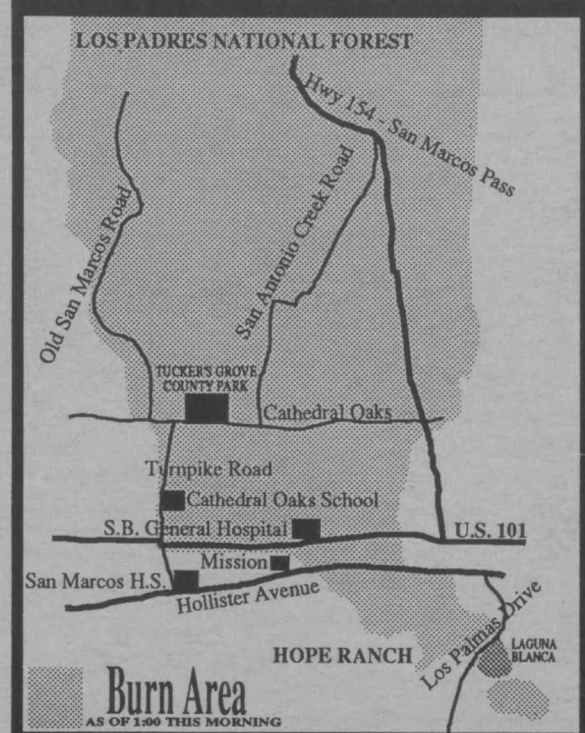 LOS PADRES NATIONAL FOREST
Hwy 154 - San Marcos Pass
Old San Marcos Road
San Antonio Creek Road
TUCKER'S GROVE
COUNTY PARK
Cathedral Oaks
Turnpike Road
Cathedral Oaks School
S.B. General Hospital
U.S. 101
Mission
San Marcos H.S.
Hollister Avenue
Los Palmas Drive
HOPE RANCH
LAGUNA
BLANCA
Burn Area
AS OF 1:00 THIS MORNING